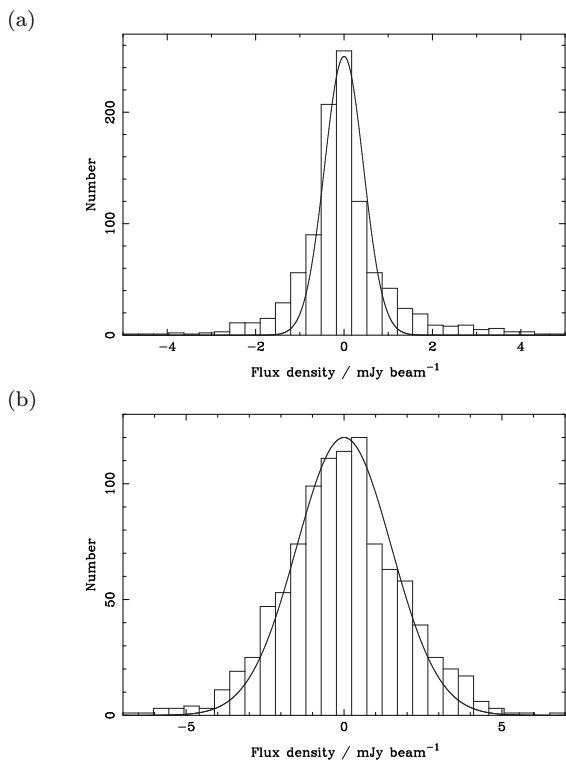 (a)
200
100
0
Number
−4 −2 0 2 4
Flux density / mJy beam⁻¹
(b)
100
50
0
Number
−5 0 5
Flux density / mJy beam⁻¹